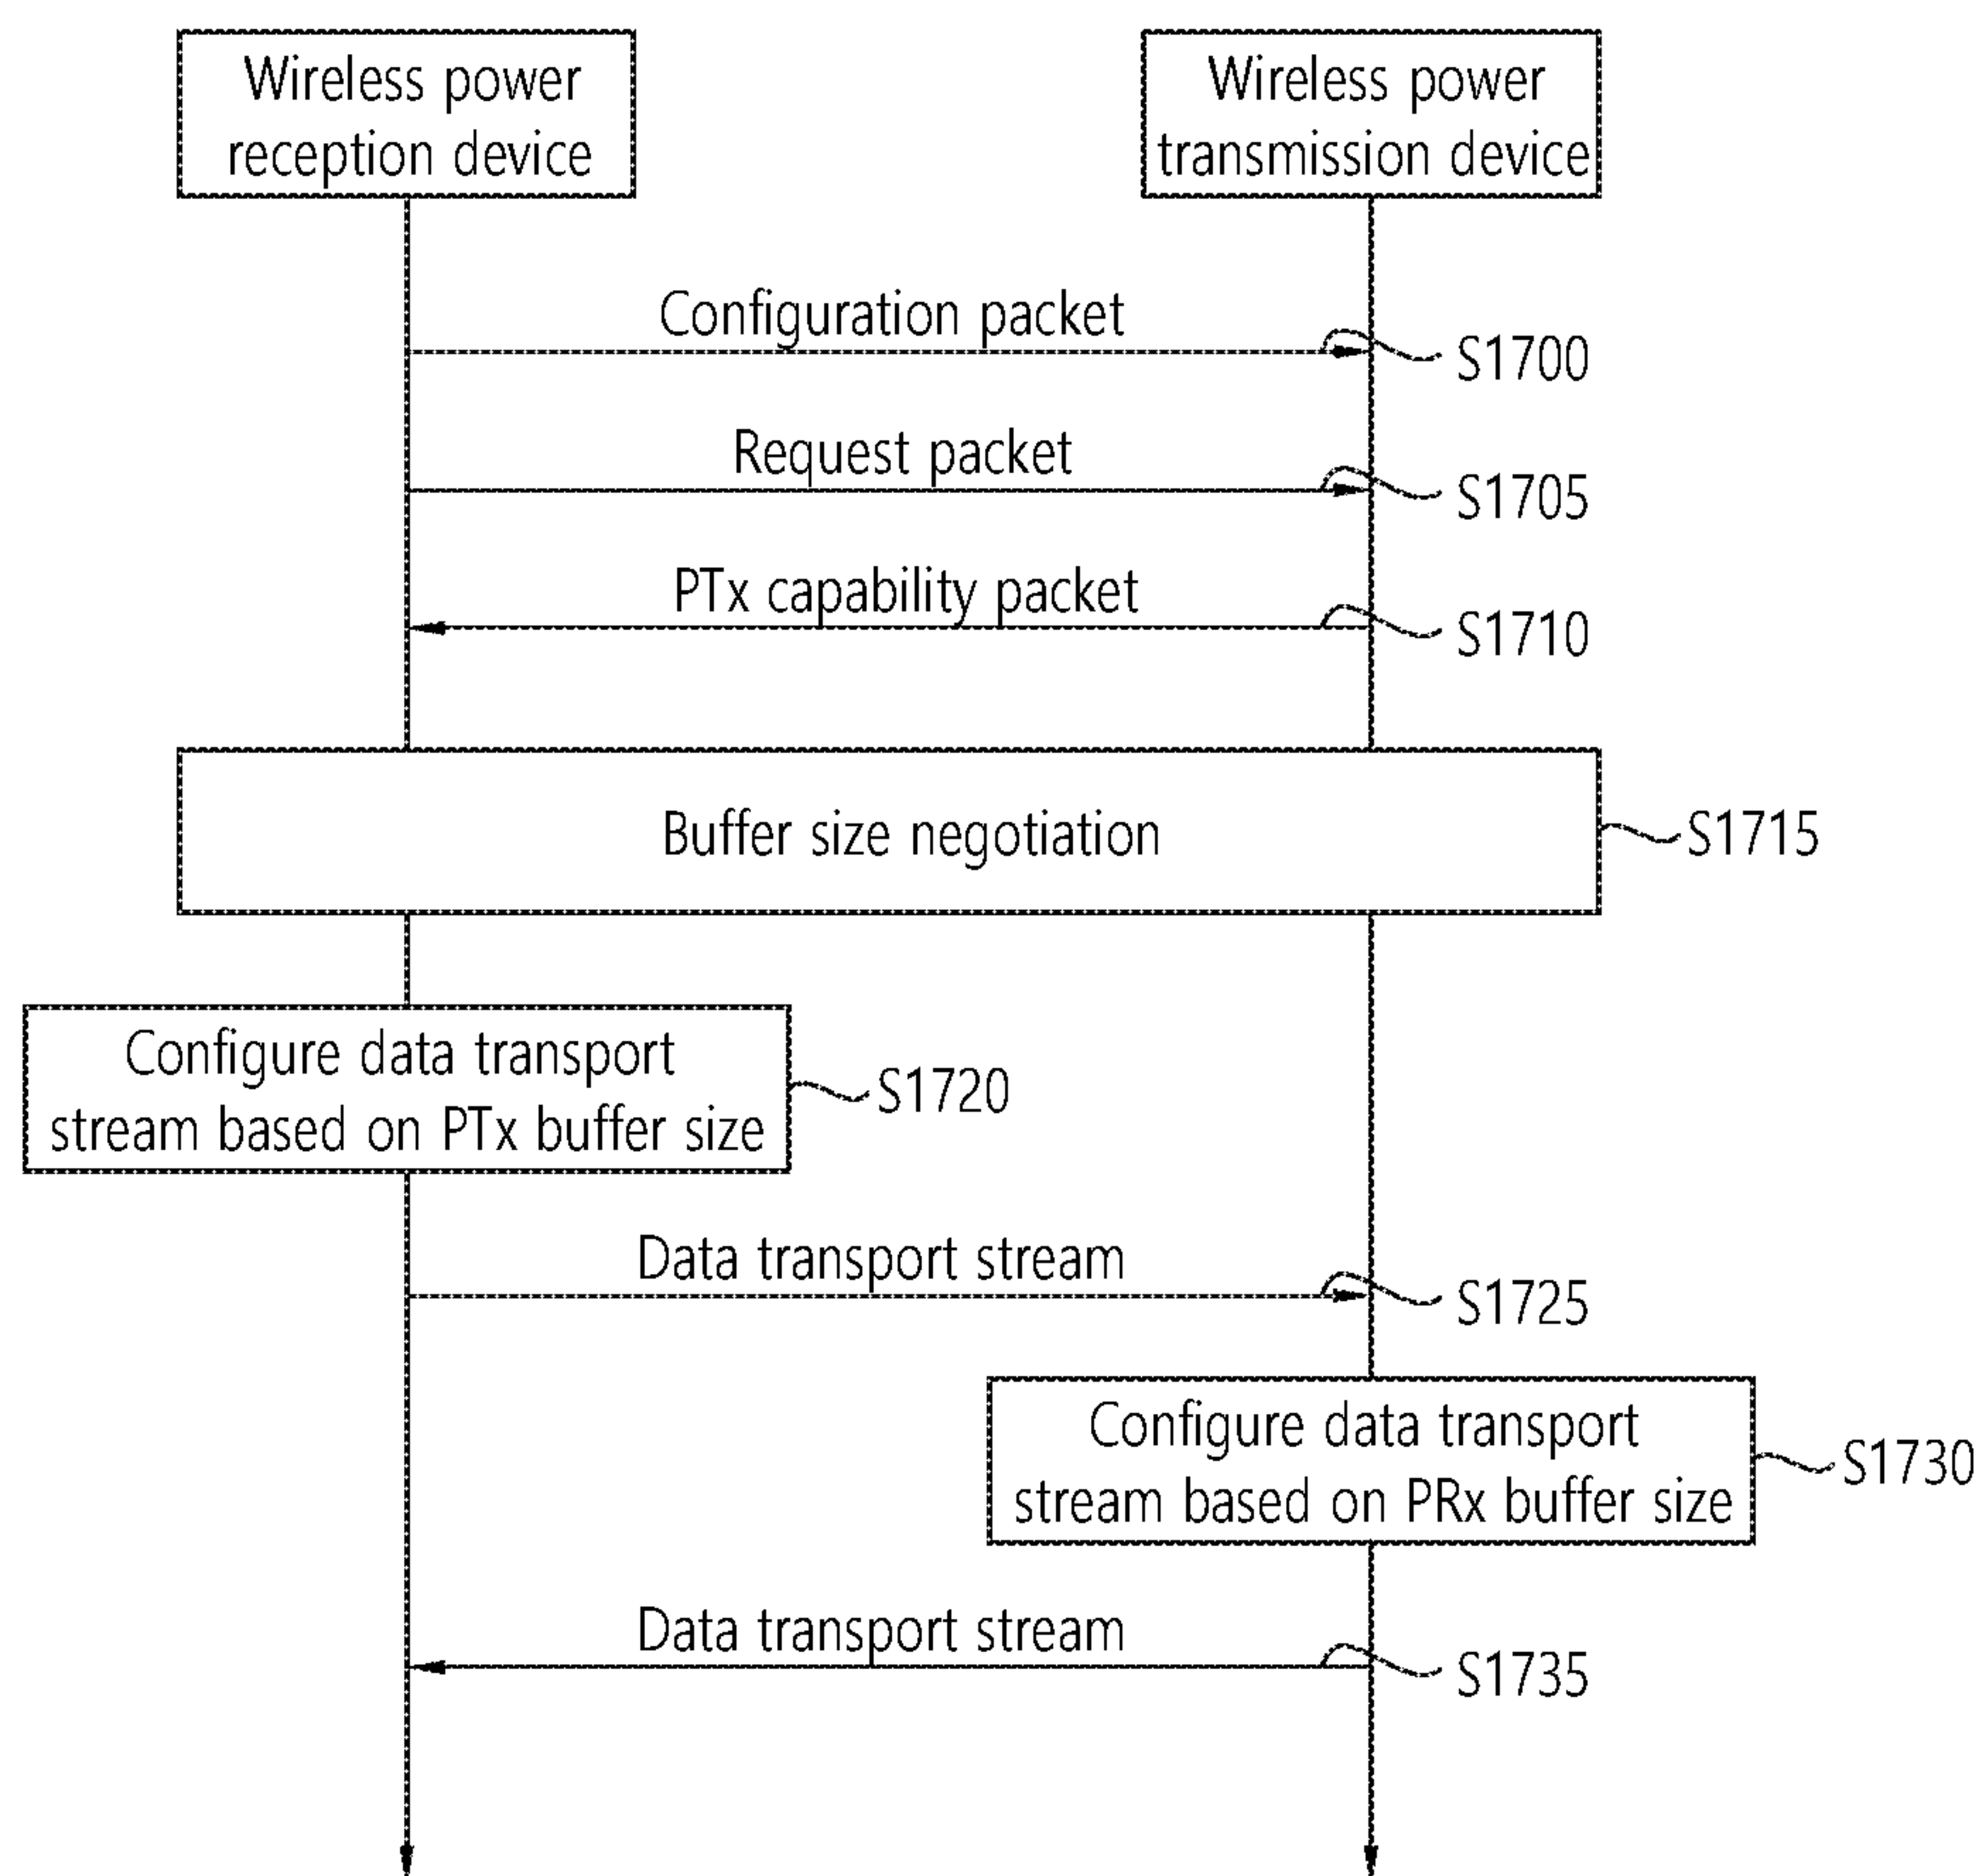 Wireless power
reception device
Wireless power
transmission device
Configuration packet
S1700
Request packet
S1705
PTx capability packet
S1710
Buffer size negotiation
S1715
Configure data transport
stream based on PTx buffer size
S1720
Data transport stream
S1725
Configure data transport
stream based on PRx buffer size
S1730
Data transport stream
S1735